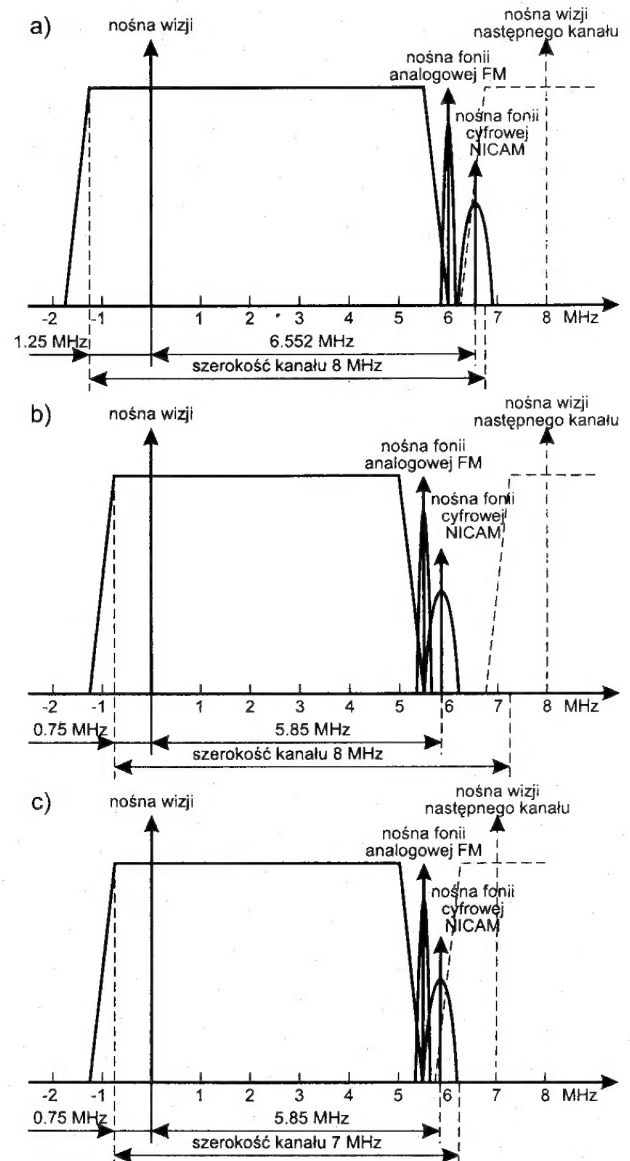 a)
nośna wizji
nośna wizji
następnego kanału
nośna fonii
analogowej FM
nośna fonii
cyfrowej
NICAM
-2 -1 1 2 3 4 5 6 7 8 MHz
1.25 MHz
6.552 MHz
szerokość kanału 8 MHz
b)
nośna wizji
nośna wizji
następnego kanału
nośna fonii
analogowej FM
nośna fonii
cyfrowej
NICAM
-2 -1 1 2 3 4 5 6 7 8 MHz
0.75 MHz
5.85 MHz
szerokość kanału 8 MHz
c)
nośna wizji
nośna wizji
następnego kanału
nośna fonii
analogowej FM
nośna fonii
cyfrowej
NICAM
-2 -1 1 2 3 4 5 6 7 8 MHz
0.75 MHz
5.85 MHz
szerokość kanału 7 MHz